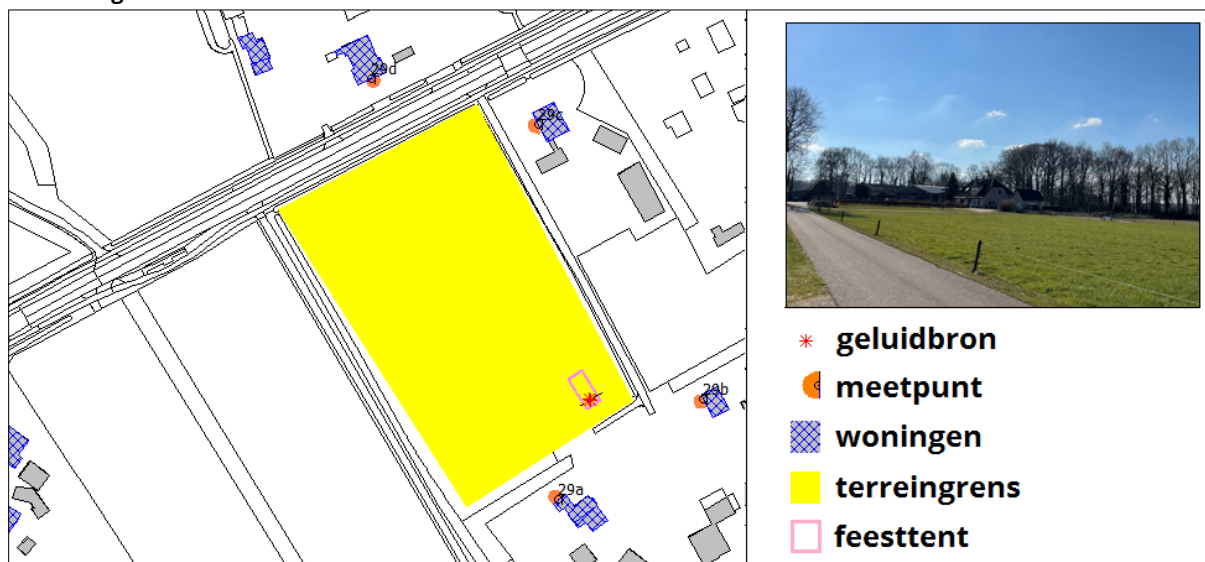 29d
29c
29b
29a
geluidbron
meetpunt
woningen
terreingrens
feesttent